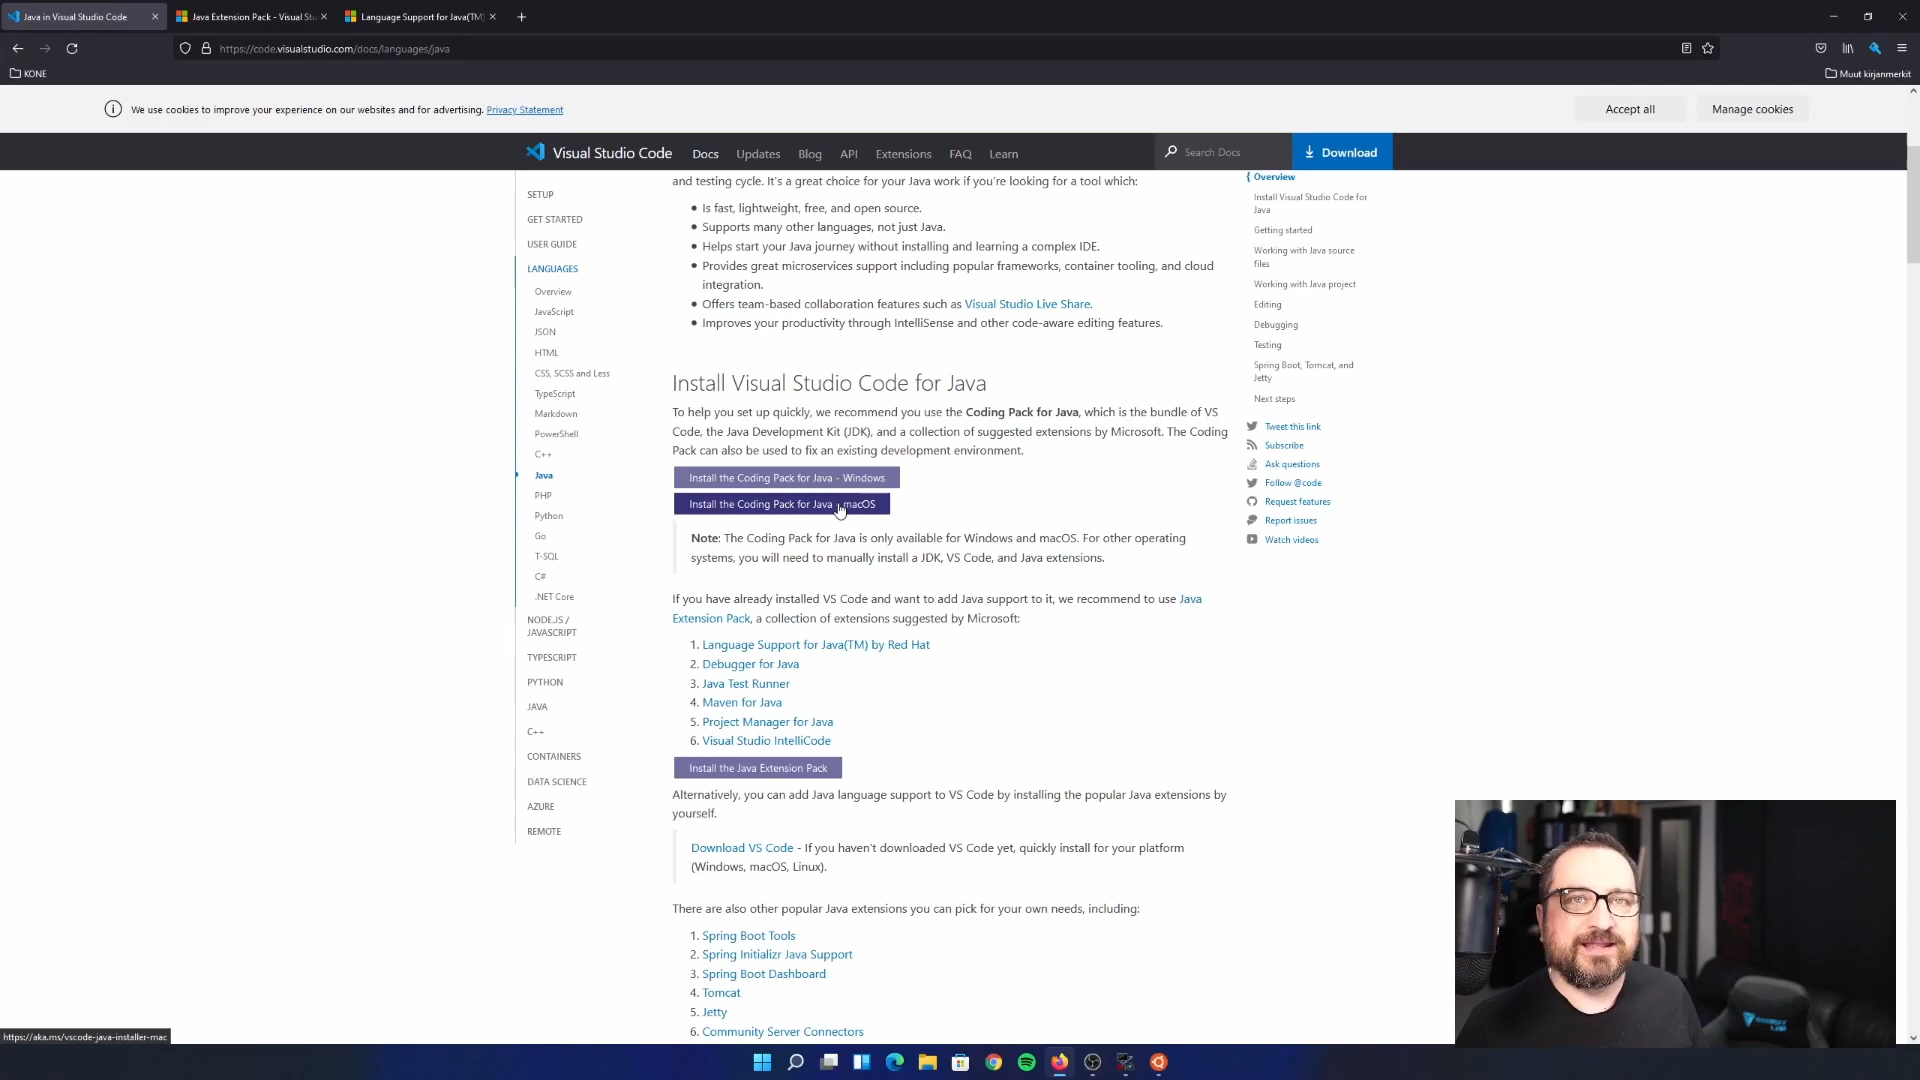 Java in Visual Studio Code
Java Extension Pack - Visual Stu
Language Support for Java(TM)
https://code.visualstudio.com/docs/languages/java
KONE
Muut kirjanmerkit
We use cookies to improve your experience on our websites and for advertising. Privacy Statement
Accept all
Manage cookies
Visual Studio Code
Docs
Updates
Blog
API
Extensions
FAQ
Learn
Search Docs
Download
SETUP
GET STARTED
USER GUIDE
LANGUAGES
Overview
JavaScript
JSON
HTML
CSS, SCSS and Less
TypeScript
Markdown
PowerShell
C++
Java
PHP
Python
Go
T-SQL
C#
.NET Core
NODE.JS /
JAVASCRIPT
TYPESCRIPT
PYTHON
JAVA
C++
CONTAINERS
DATA SCIENCE
AZURE
REMOTE
and testing cycle. It's a great choice for your Java work if you're looking for a tool which:
• Is fast, lightweight, free, and open source.
• Supports many other languages, not just Java.
• Helps start your Java journey without installing and learning a complex IDE.
• Provides great microservices support including popular frameworks, container tooling, and cloud
integration.
• Offers team-based collaboration features such as Visual Studio Live Share.
• Improves your productivity through IntelliSense and other code-aware editing features.
Install Visual Studio Code for Java
To help you set up quickly, we recommend you use the Coding Pack for Java, which is the bundle of VS
Code, the Java Development Kit (JDK), and a collection of suggested extensions by Microsoft. The Coding
Pack can also be used to fix an existing development environment.
Install the Coding Pack for Java - Windows
Install the Coding Pack for Java - macOS
Note: The Coding Pack for Java is only available for Windows and macOS. For other operating
systems, you will need to manually install a JDK, VS Code, and Java extensions.
If you have already installed VS Code and want to add Java support to it, we recommend to use Java
Extension Pack, a collection of extensions suggested by Microsoft:
1. Language Support for Java(TM) by Red Hat
2. Debugger for Java
3. Java Test Runner
4. Maven for Java
5. Project Manager for Java
6. Visual Studio IntelliCode
Install the Java Extension Pack
Alternatively, you can add Java language support to VS Code by installing the popular Java extensions by
yourself.
Download VS Code - If you haven't downloaded VS Code yet, quickly install for your platform
(Windows, macOS, Linux).
There are also other popular Java extensions you can pick for your own needs, including:
1. Spring Boot Tools
2. Spring Initializr Java Support
3. Spring Boot Dashboard
4. Tomcat
5. Jetty
6. Community Server Connectors
Overview
Install Visual Studio Code for
Java
Getting started
Working with Java source
files
Working with Java project
Editing
Debugging
Testing
Spring Boot, Tomcat, and
Jetty
Next steps
Tweet this link
Subscribe
Ask questions
Follow @code
Request features
Report issues
Watch videos
https://aka.ms/vscode-java-installer-mac